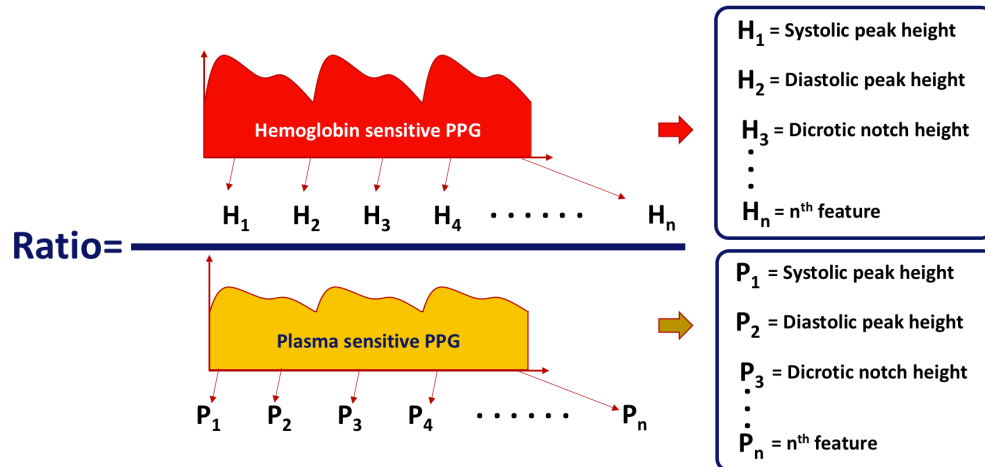 Hemoglobin sensitive PPG
H₁ H₂ H₃ H₄ · · · · · · Hₙ
Ratio=
Plasma sensitive PPG
P₁ P₂ P₃ P₄ · · · · · · Pₙ
H₁ = Systolic peak height
H₂ = Diastolic peak height
H₃ = Dicrotic notch height
Hₙ = nᵗʰ feature
P₁ = Systolic peak height
P₂ = Diastolic peak height
P₃ = Dicrotic notch height
Pₙ = nᵗʰ feature